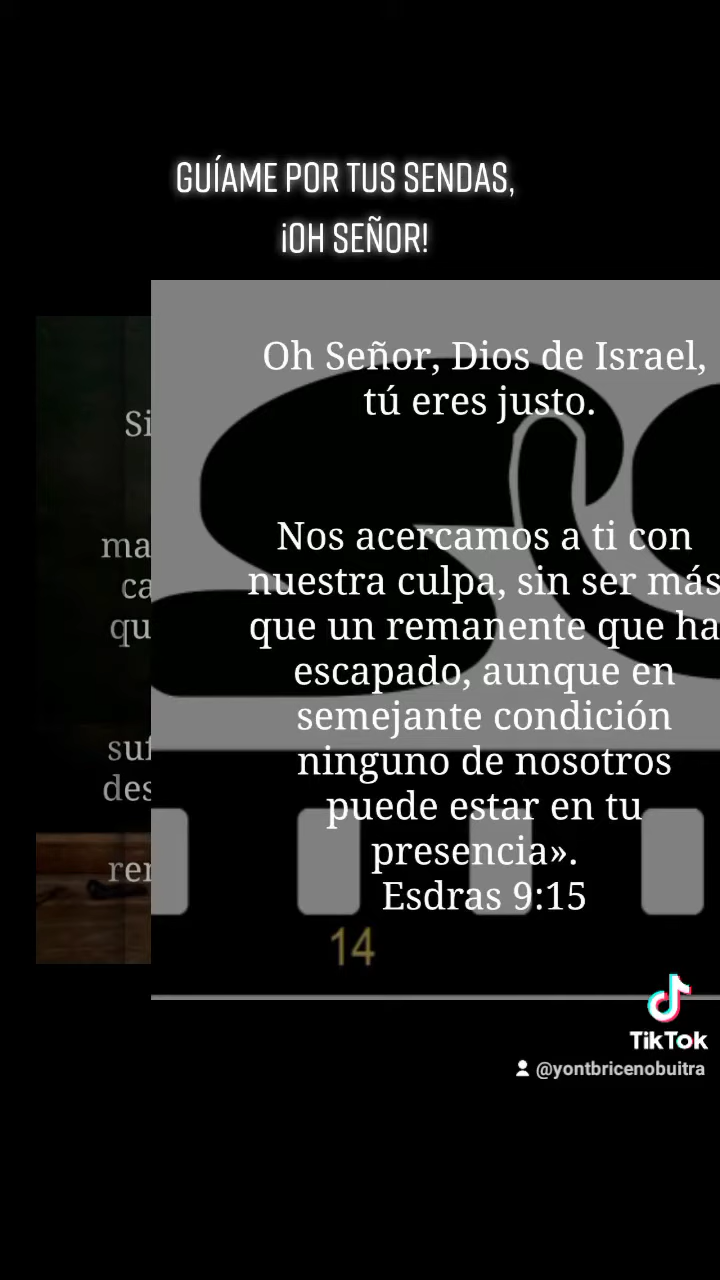 GUÍAME POR TUS SENDAS,
¡OH SEÑOR!
Oh Señor, Dios de Israel,
tú eres justo.
Nos acercamos a ti con
nuestra culpa, sin ser más
que un remanente que ha
escapado, aunque en
semejante condición
ninguno de nosotros
puede estar en tu
presencia».
Esdras 9:15
14
TikTok
@yontbricenobuitra